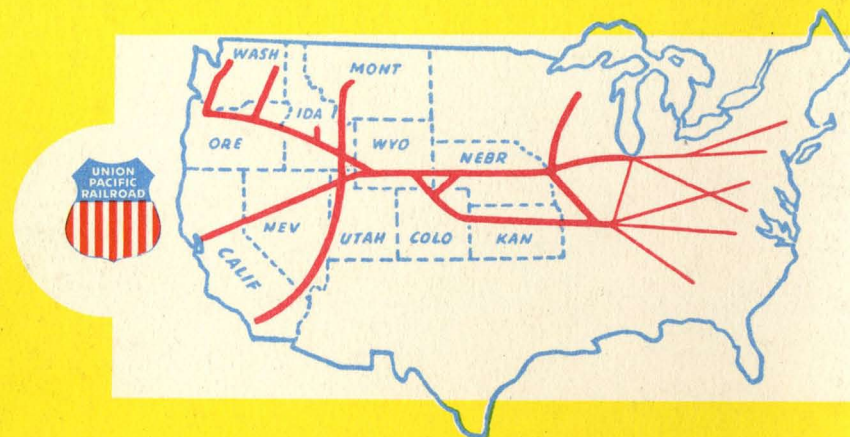 WASH
MONT
IDA
ORE
WYO
NEBR
UNION
PACIFIC
RAILROAD
NEV
UTAH
COLO
KAN
CALIF